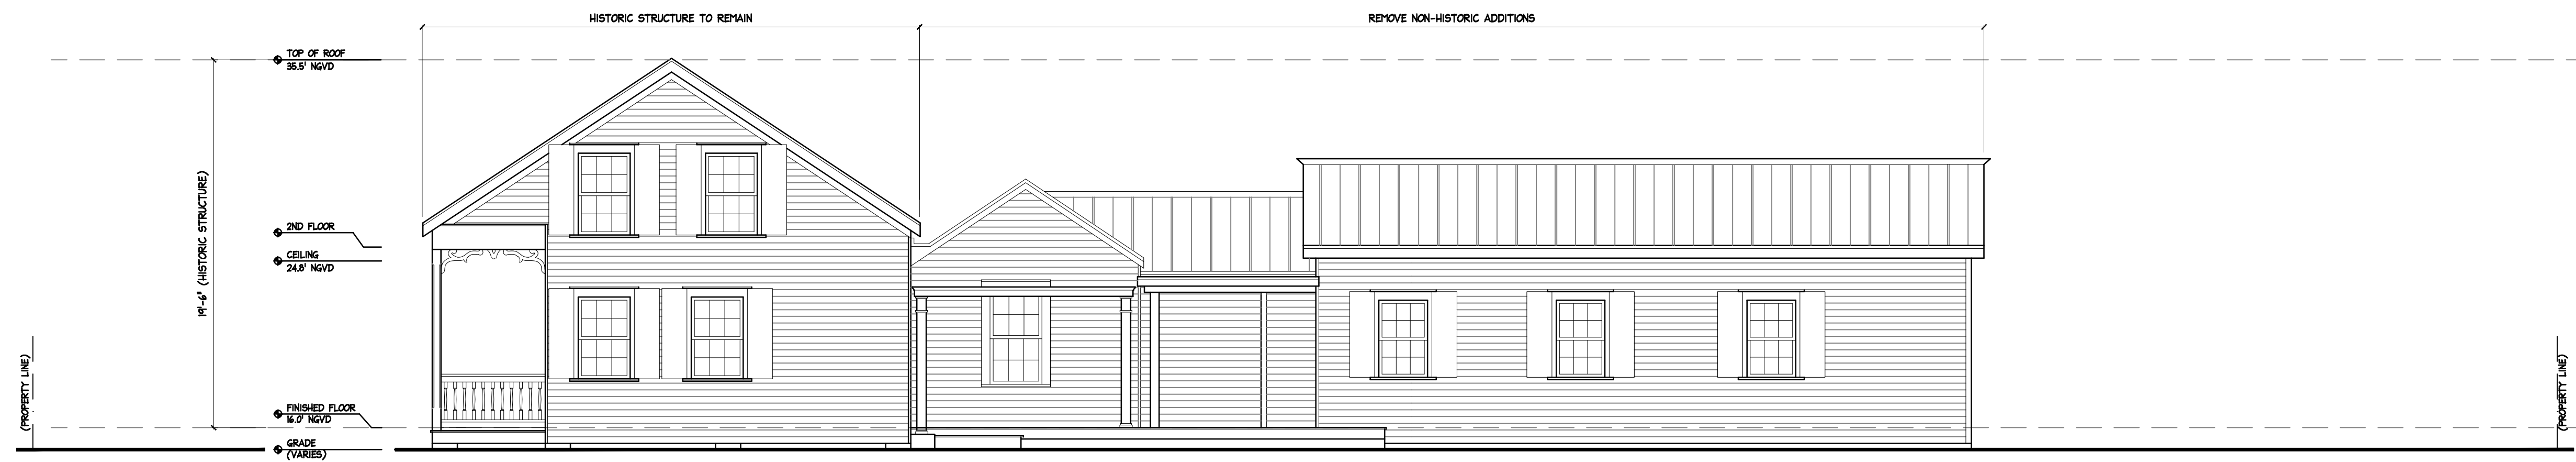 HISTORIC STRUCTURE TO REMAIN
REMOVE NON-HISTORIC ADDITIONS
TOP OF ROOF
35.5' NGVD
19'-6" (HISTORIC STRUCTURE)
2ND FLOOR
CEILING
24.8' NGVD
(PROPERTY LINE)
FINISHED FLOOR
16.0' NGVD
GRADE
(VARIES)
(PROPERTY LINE)